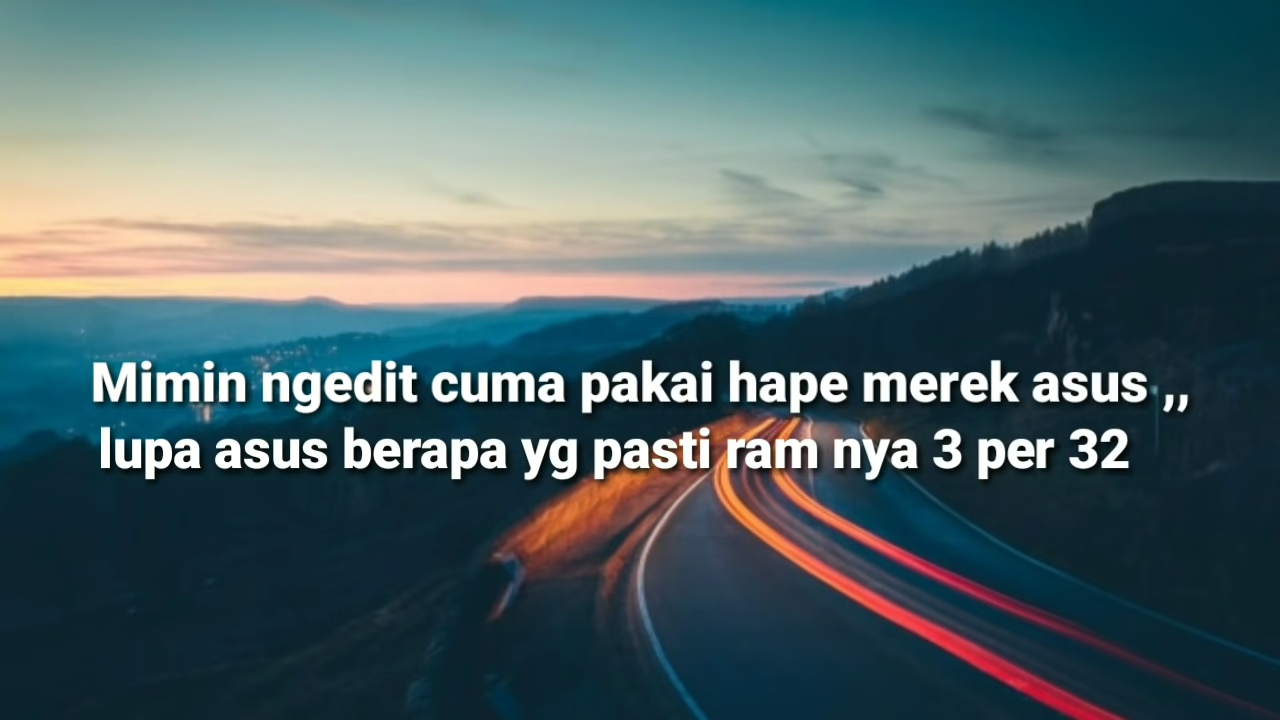 Mimin ngedit cuma pakai hape merek asus ,,
lupa asus berapa yg pasti ram nya 3 per 32